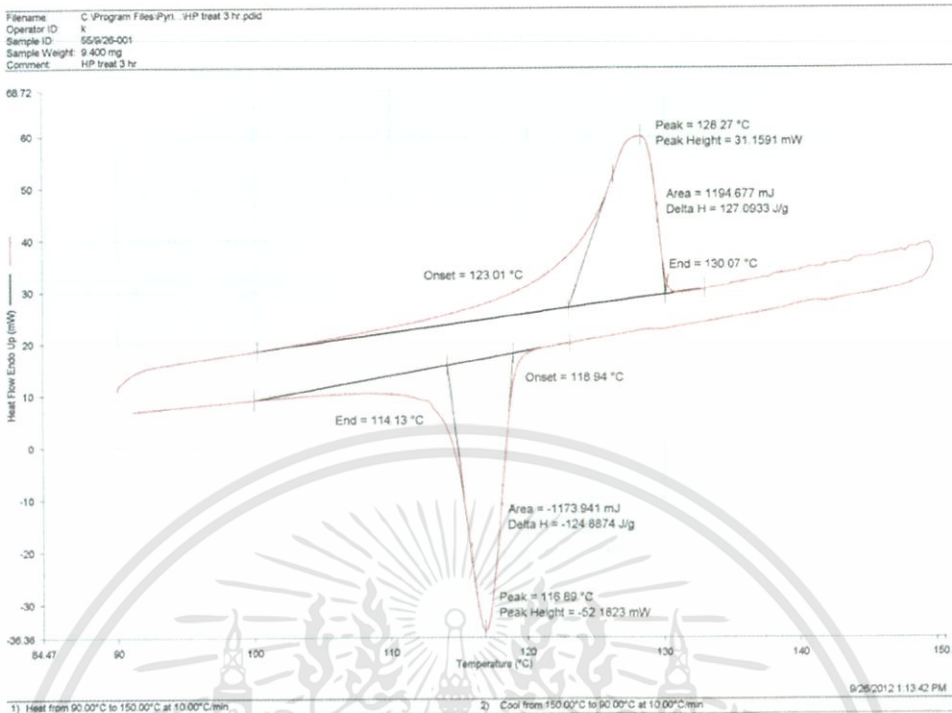 Filename: C:\Program Files\Pyri...\HP treat 3 hr.pdid
Operator ID: k
Sample ID: 55/9/26-001
Sample Weight: 9.400 mg
Comment: HP treat 3 hr
68.72
60
50
40
30
20
10
0
-10
-20
-30
-36.36
Heat Flow Endo Up (mW)
Peak = 128.27 °C
Peak Height = 31.1591 mW
Area = 1194.677 mJ
Delta H = 127.0933 J/g
Onset = 123.01 °C
End = 130.07 °C
Onset = 118.94 °C
End = 114.13 °C
Area = -1173.941 mJ
Delta H = -124.8874 J/g
Peak = 116.89 °C
Peak Height = -52.1823 mW
84.47 90 100 110 120 130 140 150
Temperature (°C)
9/26/2012 1:13:42 PM
1) Heat from 90.00°C to 150.00°C at 10.00°C/min 2) Cool from 150.00°C to 90.00°C at 10.00°C/min